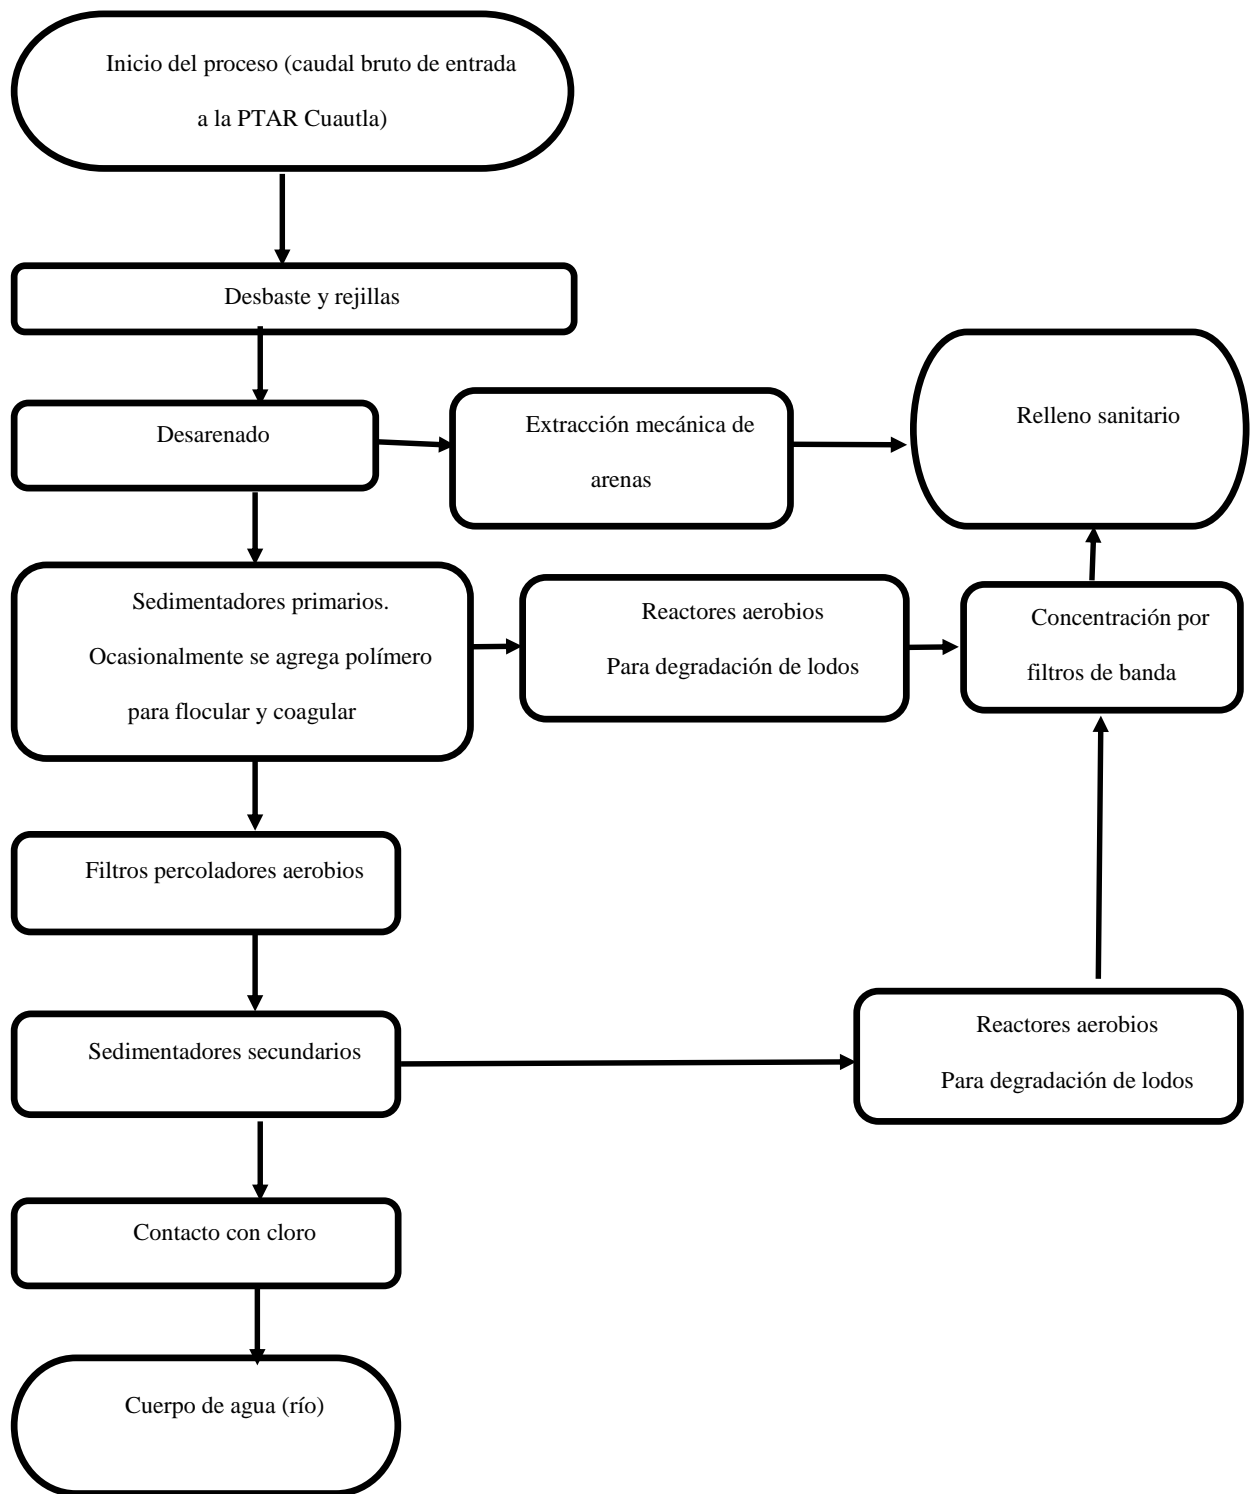 Inicio del proceso (caudal bruto de entrada
a la PTAR Cuautla)
Desbaste y rejillas
Desarenado
Extracción mecánica de
arenas
Relleno sanitario
Sedimentadores primarios.
Ocasionalmente se agrega polímero
para flocular y coagular
Reactores aerobios
Para degradación de lodos
Concentración por
filtros de banda
Filtros percoladores aerobios
Sedimentadores secundarios
Reactores aerobios
Para degradación de lodos
Contacto con cloro
Cuerpo de agua (río)